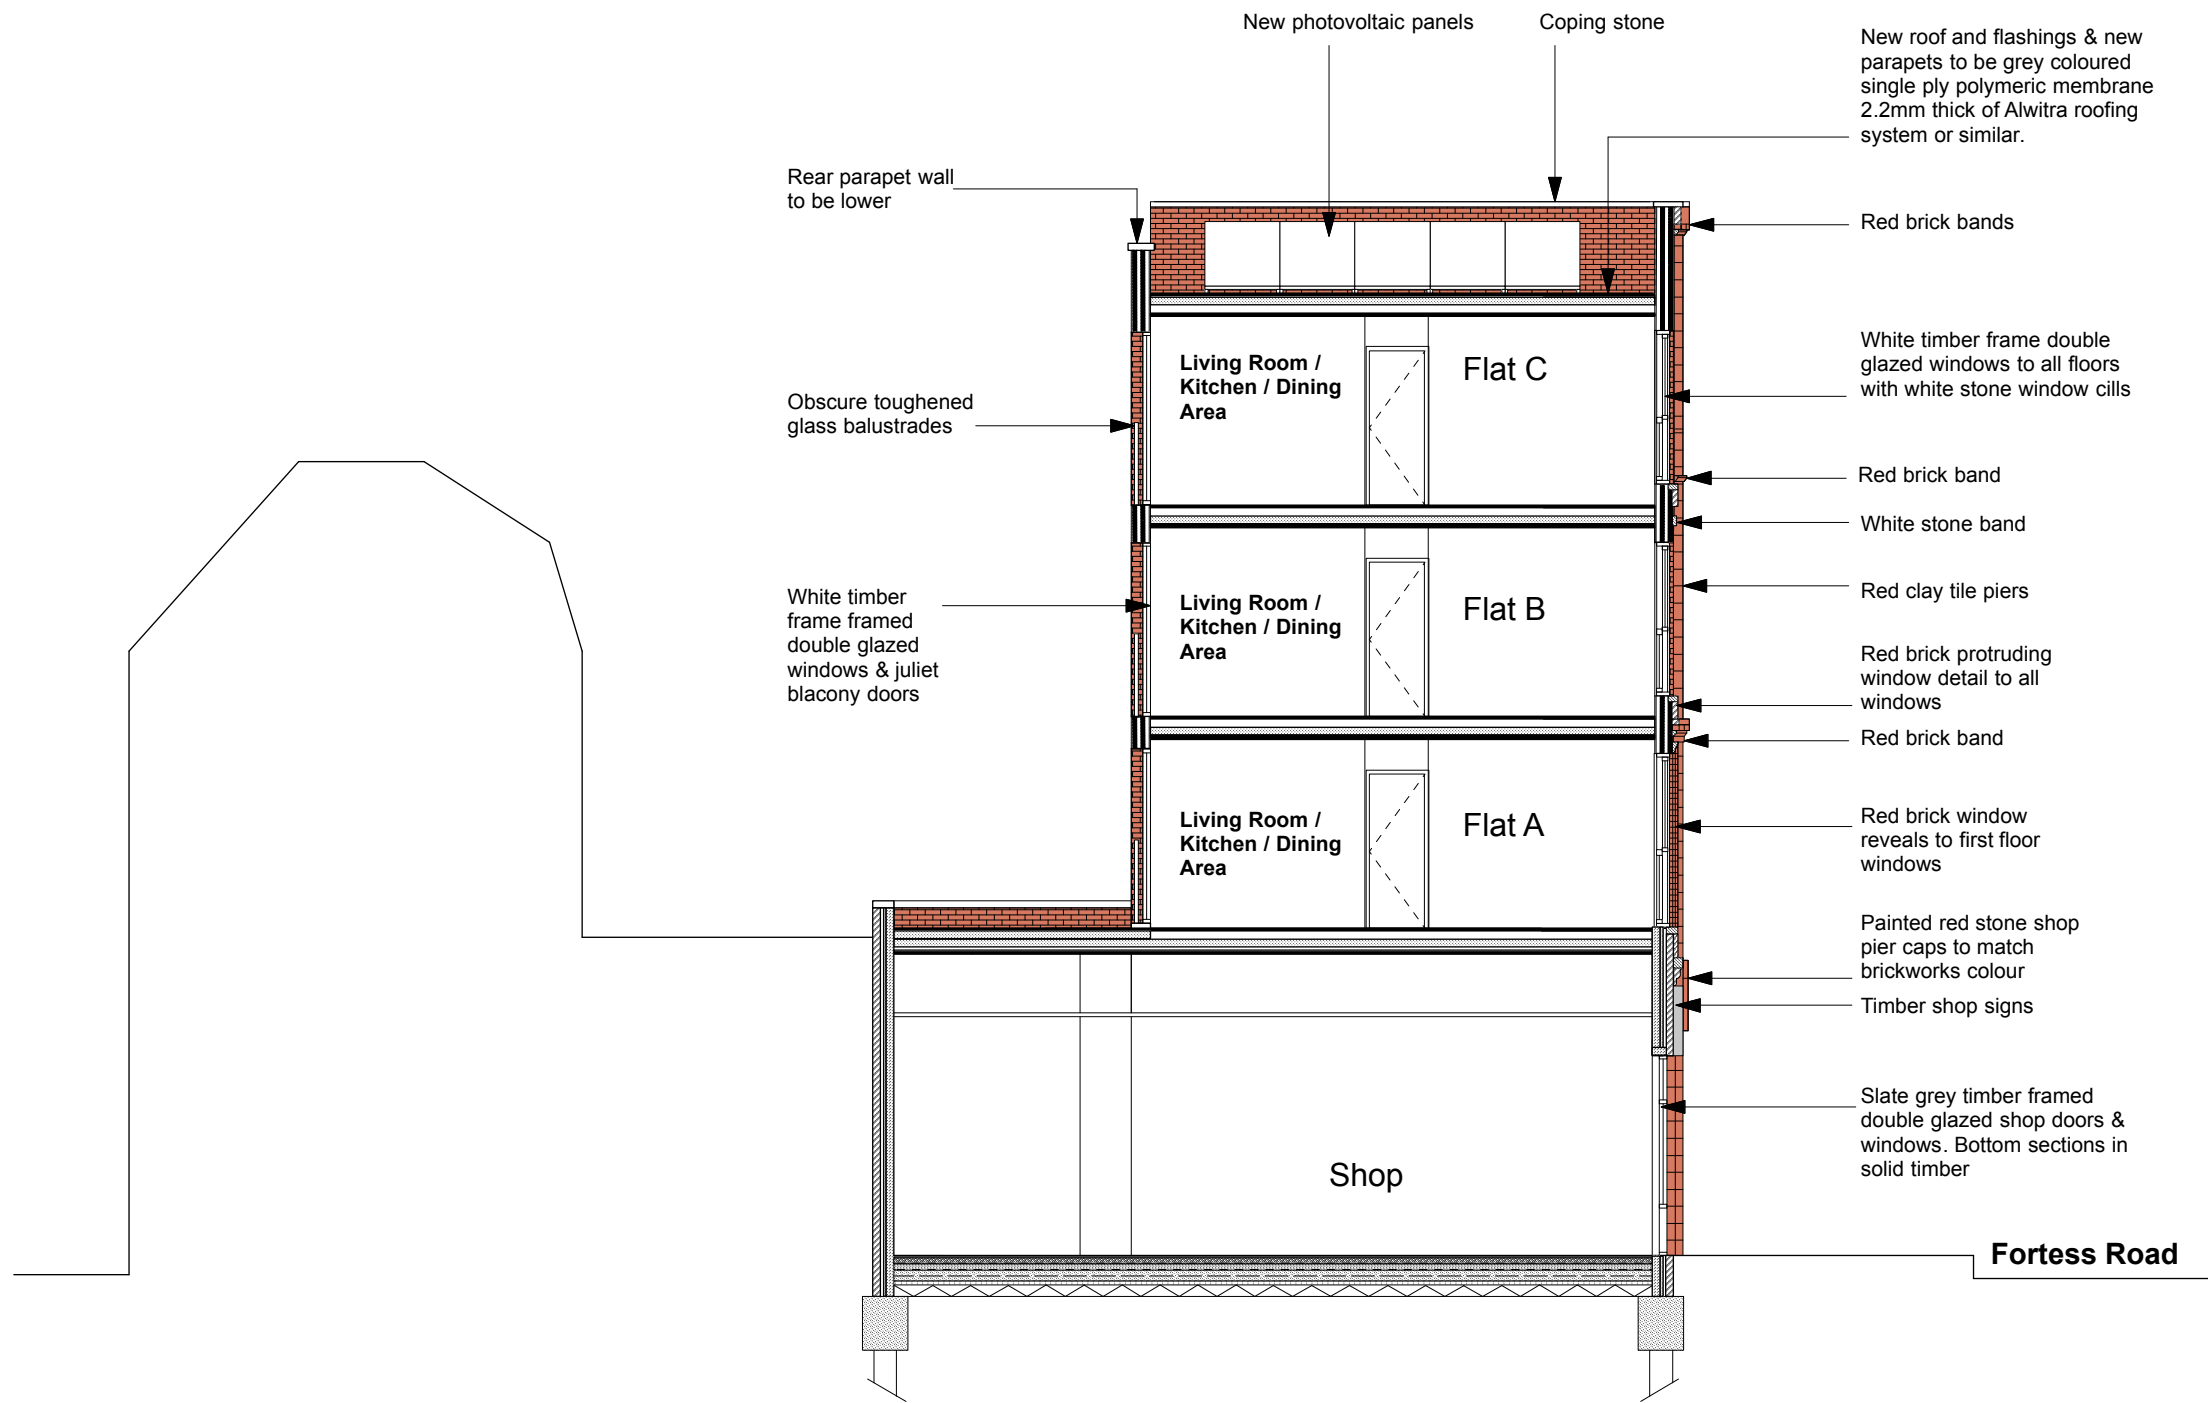 New photovoltaic panels
Coping stone
New roof and flashings & new
parapets to be grey coloured
single ply polymeric membrane
2.2mm thick of Alwitra roofing
system or similar.
Rear parapet wall
to be lower
Red brick bands
White timber frame double
glazed windows to all floors
with white stone window cills
Living Room /
Kitchen / Dining
Area
Flat C
Obscure toughened
glass balustrades
Red brick band
White stone band
White timber
frame framed
double glazed
windows & juliet
blacony doors
Living Room /
Kitchen / Dining
Area
Flat B
Red clay tile piers
Red brick protruding
window detail to all
windows
Red brick band
Living Room /
Kitchen / Dining
Area
Flat A
Red brick window
reveals to first floor
windows
Painted red stone shop
pier caps to match
brickworks colour
Timber shop signs
Slate grey timber framed
double glazed shop doors &
windows. Bottom sections in
solid timber
Shop
Fortess Road